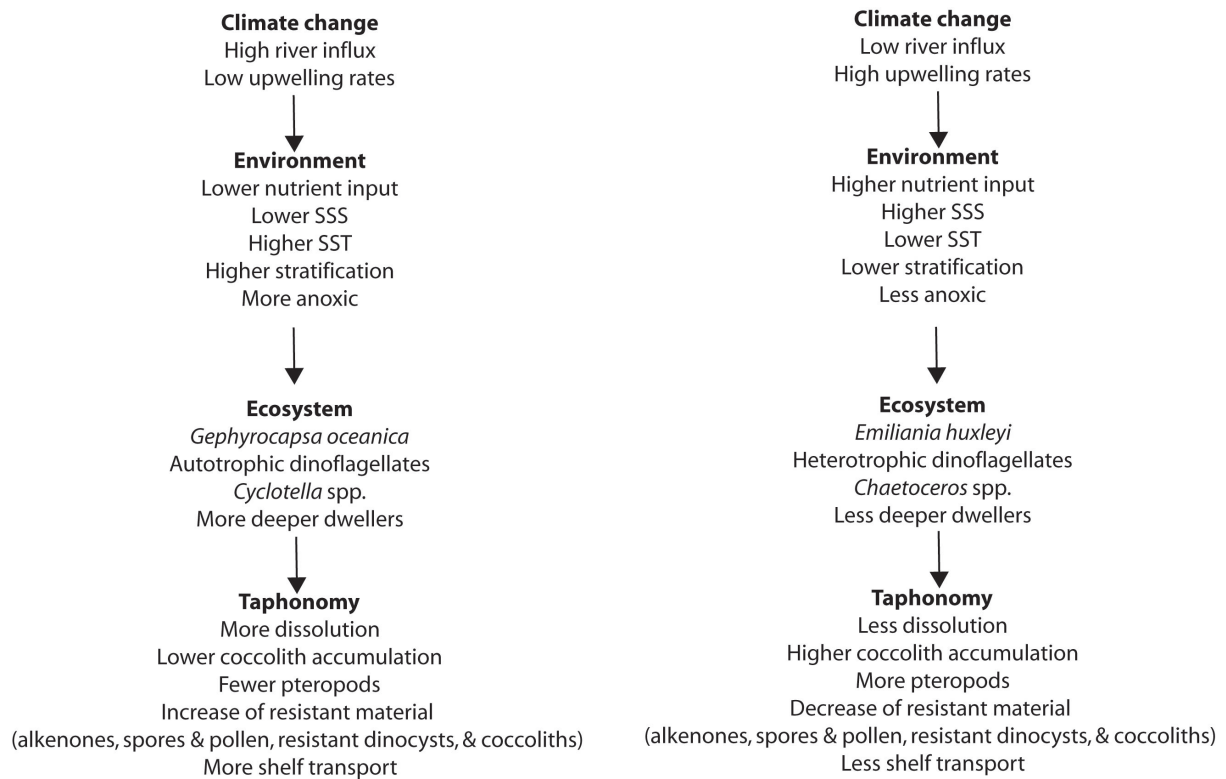 Climate change
High river influx
Low upwelling rates
Environment
Lower nutrient input
Lower SSS
Higher SST
Higher stratification
More anoxic
Ecosystem
Gephyrocapsa oceanica
Autotrophic dinoflagellates
Cyclotella spp.
More deeper dwellers
Taphonomy
More dissolution
Lower coccolith accumulation
Fewer pteropods
Increase of resistant material
(alkenones, spores & pollen, resistant dinocysts, & coccoliths)
More shelf transport
Climate change
Low river influx
High upwelling rates
Environment
Higher nutrient input
Higher SSS
Lower SST
Lower stratification
Less anoxic
Ecosystem
Emiliania huxleyi
Heterotrophic dinoflagellates
Chaetoceros spp.
Less deeper dwellers
Taphonomy
Less dissolution
Higher coccolith accumulation
More pteropods
Decrease of resistant material
(alkenones, spores & pollen, resistant dinocysts, & coccoliths)
Less shelf transport